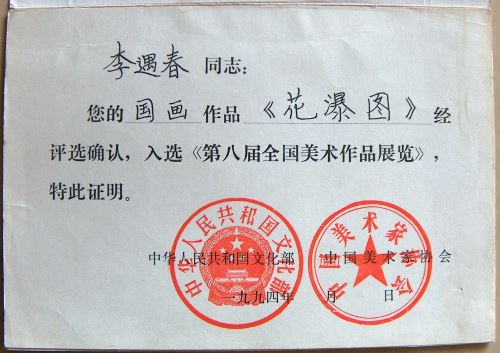 李遇春 同志：
您的 国画 作品 《花瀑图》 经
评选确认，入选《第八届全国美术作品展览》，
特此证明。
中华人民共和国文化部 中国美术家协会
一九九四年 月 日
中华人民共和国文化部
中国美术家协会